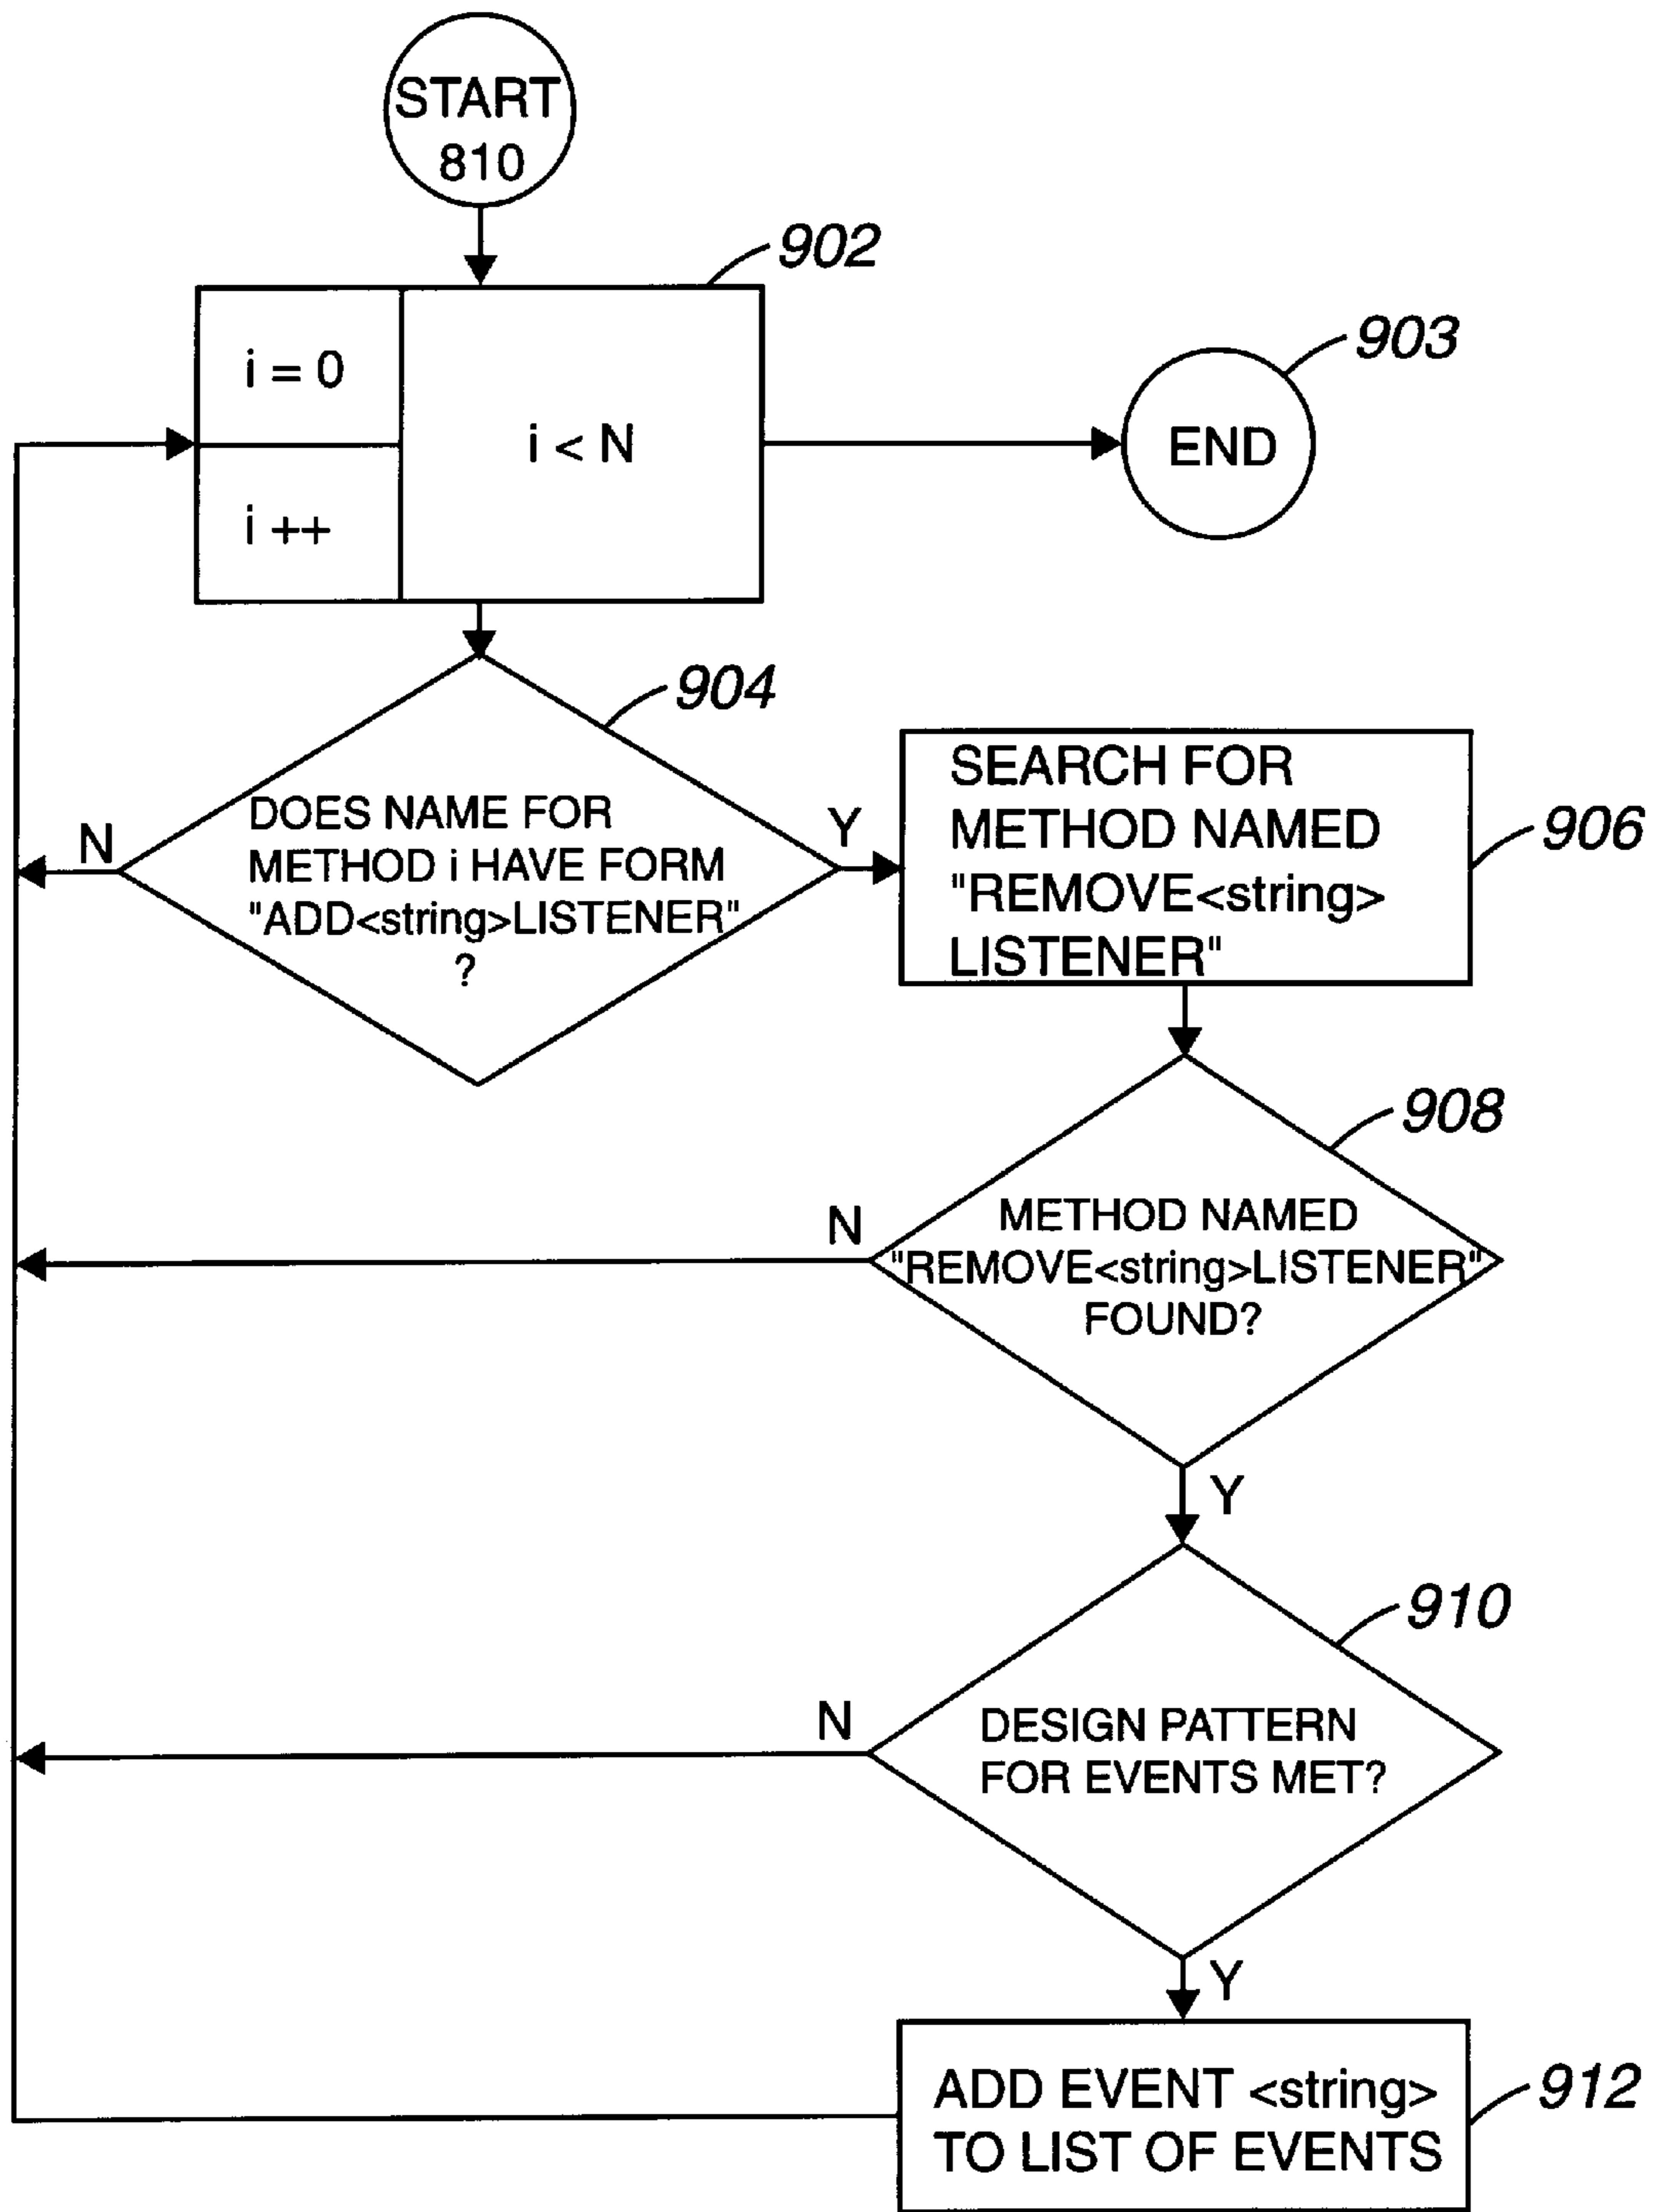 START
810
902
i = 0
i < N
i ++
903
END
904
DOES NAME FOR
METHOD i HAVE FORM
"ADD<string>LISTENER"
?
N
Y
SEARCH FOR
METHOD NAMED
"REMOVE<string>
LISTENER"
906
908
METHOD NAMED
"REMOVE<string>LISTENER"
FOUND?
N
Y
910
DESIGN PATTERN
FOR EVENTS MET?
N
Y
ADD EVENT <string>
TO LIST OF EVENTS
912